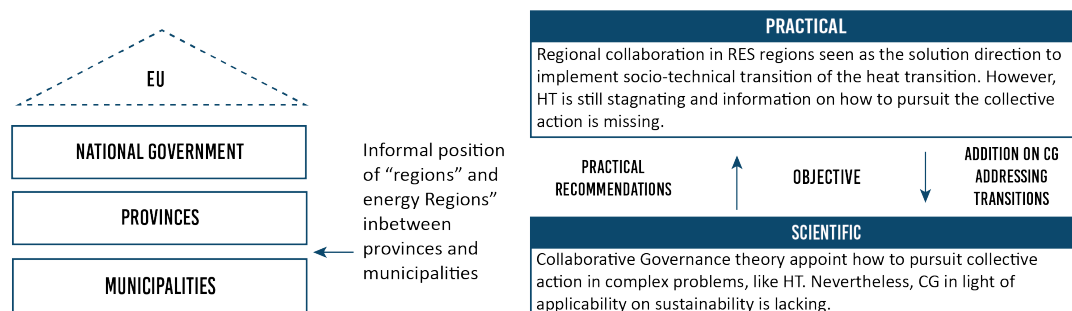 EU
NATIONAL GOVERNMENT
PROVINCES
MUNICIPALITIES
Informal position
of “regions” and
energy Regions”
inbetween
provinces and
municipalities
PRACTICAL
Regional collaboration in RES regions seen as the solution direction to
implement socio-technical transition of the heat transition. However,
HT is still stagnating and information on how to pursuit the collective
action is missing.
PRACTICAL
RECOMMENDATIONS
OBJECTIVE
ADDITION ON CG
ADDRESSING
TRANSITIONS
SCIENTIFIC
Collaborative Governance theory appoint how to pursuit collective
action in complex problems, like HT. Nevertheless, CG in light of
applicability on sustainability is lacking.